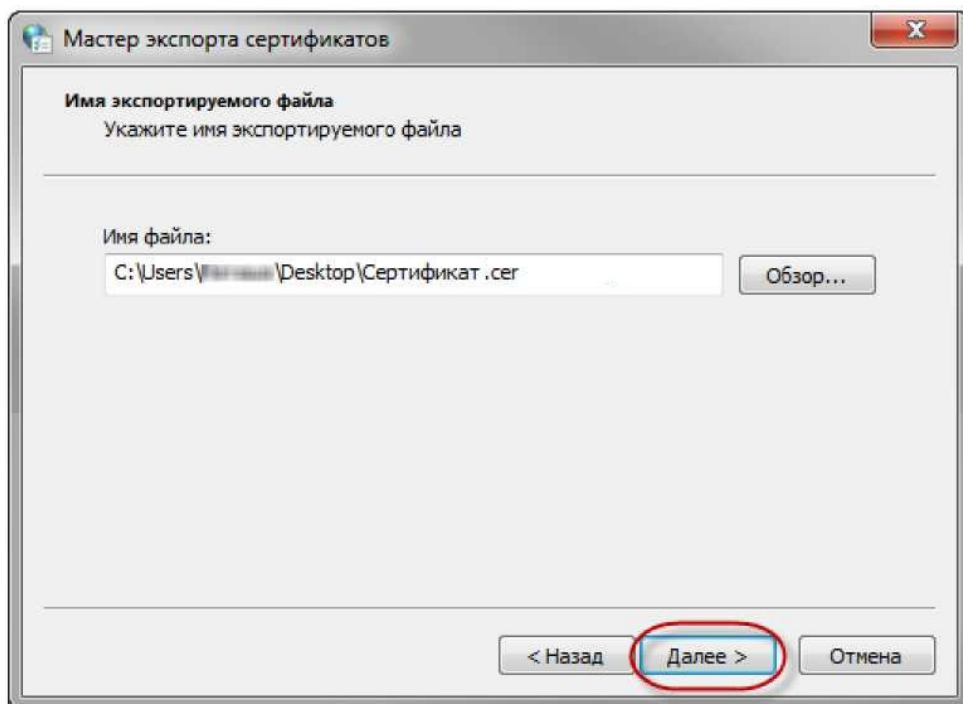 Мастер экспорта сертификатов
Имя экспортируемого файла
Укажите имя экспортируемого файла
Имя файла:
C:\Users\ \Desktop\Сертификат .cer
Обзор...
< Назад
Далее >
Отмена